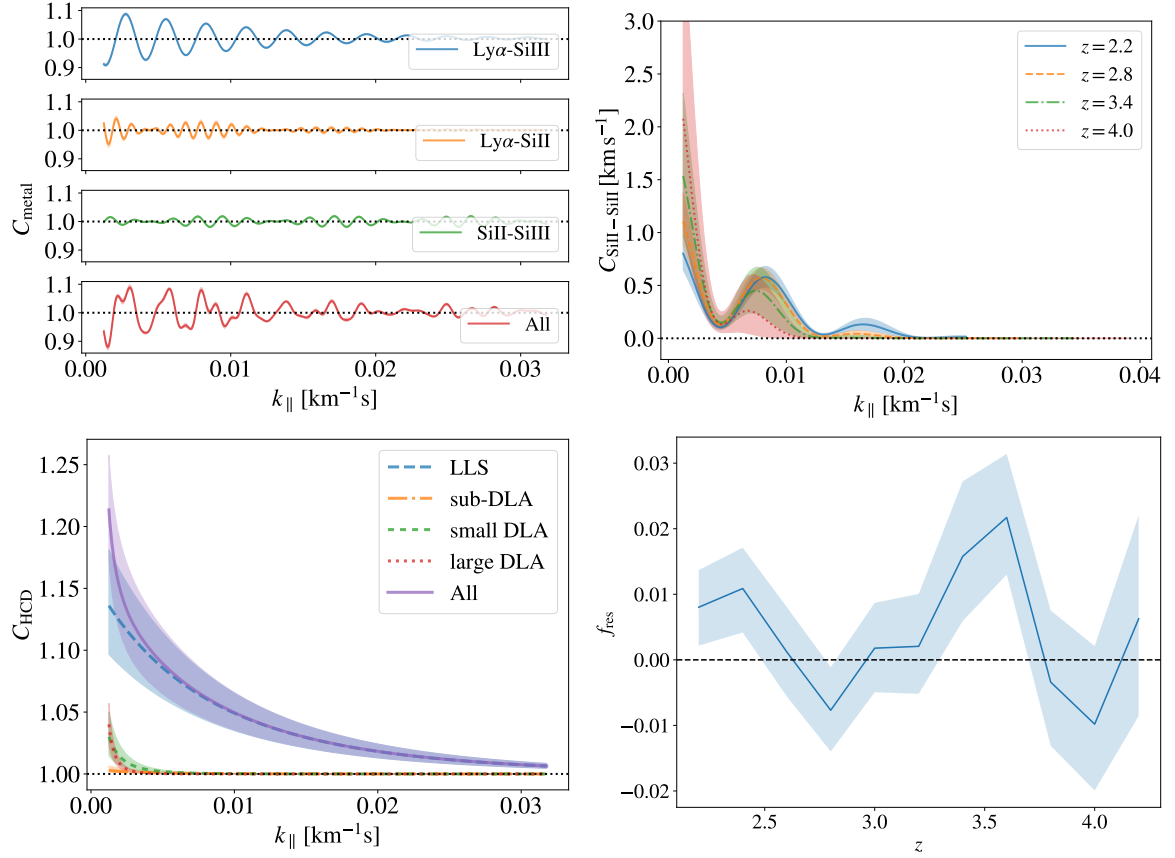 1.1
1.0
0.9
Lyα-SiIII
1.1
1.0
0.9
Lyα-SiII
1.1
1.0
0.9
SiII-SiIII
1.1
1.0
0.9
All
C_metal
0.00 0.01 0.02 0.03
k_∥ [km⁻¹s]
3.0
2.5
2.0
1.5
1.0
0.5
0.0
C_SiII−SiII [km s⁻¹]
z = 2.2
z = 2.8
z = 3.4
z = 4.0
0.00 0.01 0.02 0.03 0.04
k_∥ [km⁻¹s]
1.25
1.20
1.15
1.10
1.05
1.00
C_HCD
LLS
sub-DLA
small DLA
large DLA
All
0.00 0.01 0.02 0.03
k_∥ [km⁻¹s]
0.03
0.02
0.01
0.00
−0.01
−0.02
f_res
2.5 3.0 3.5 4.0
z